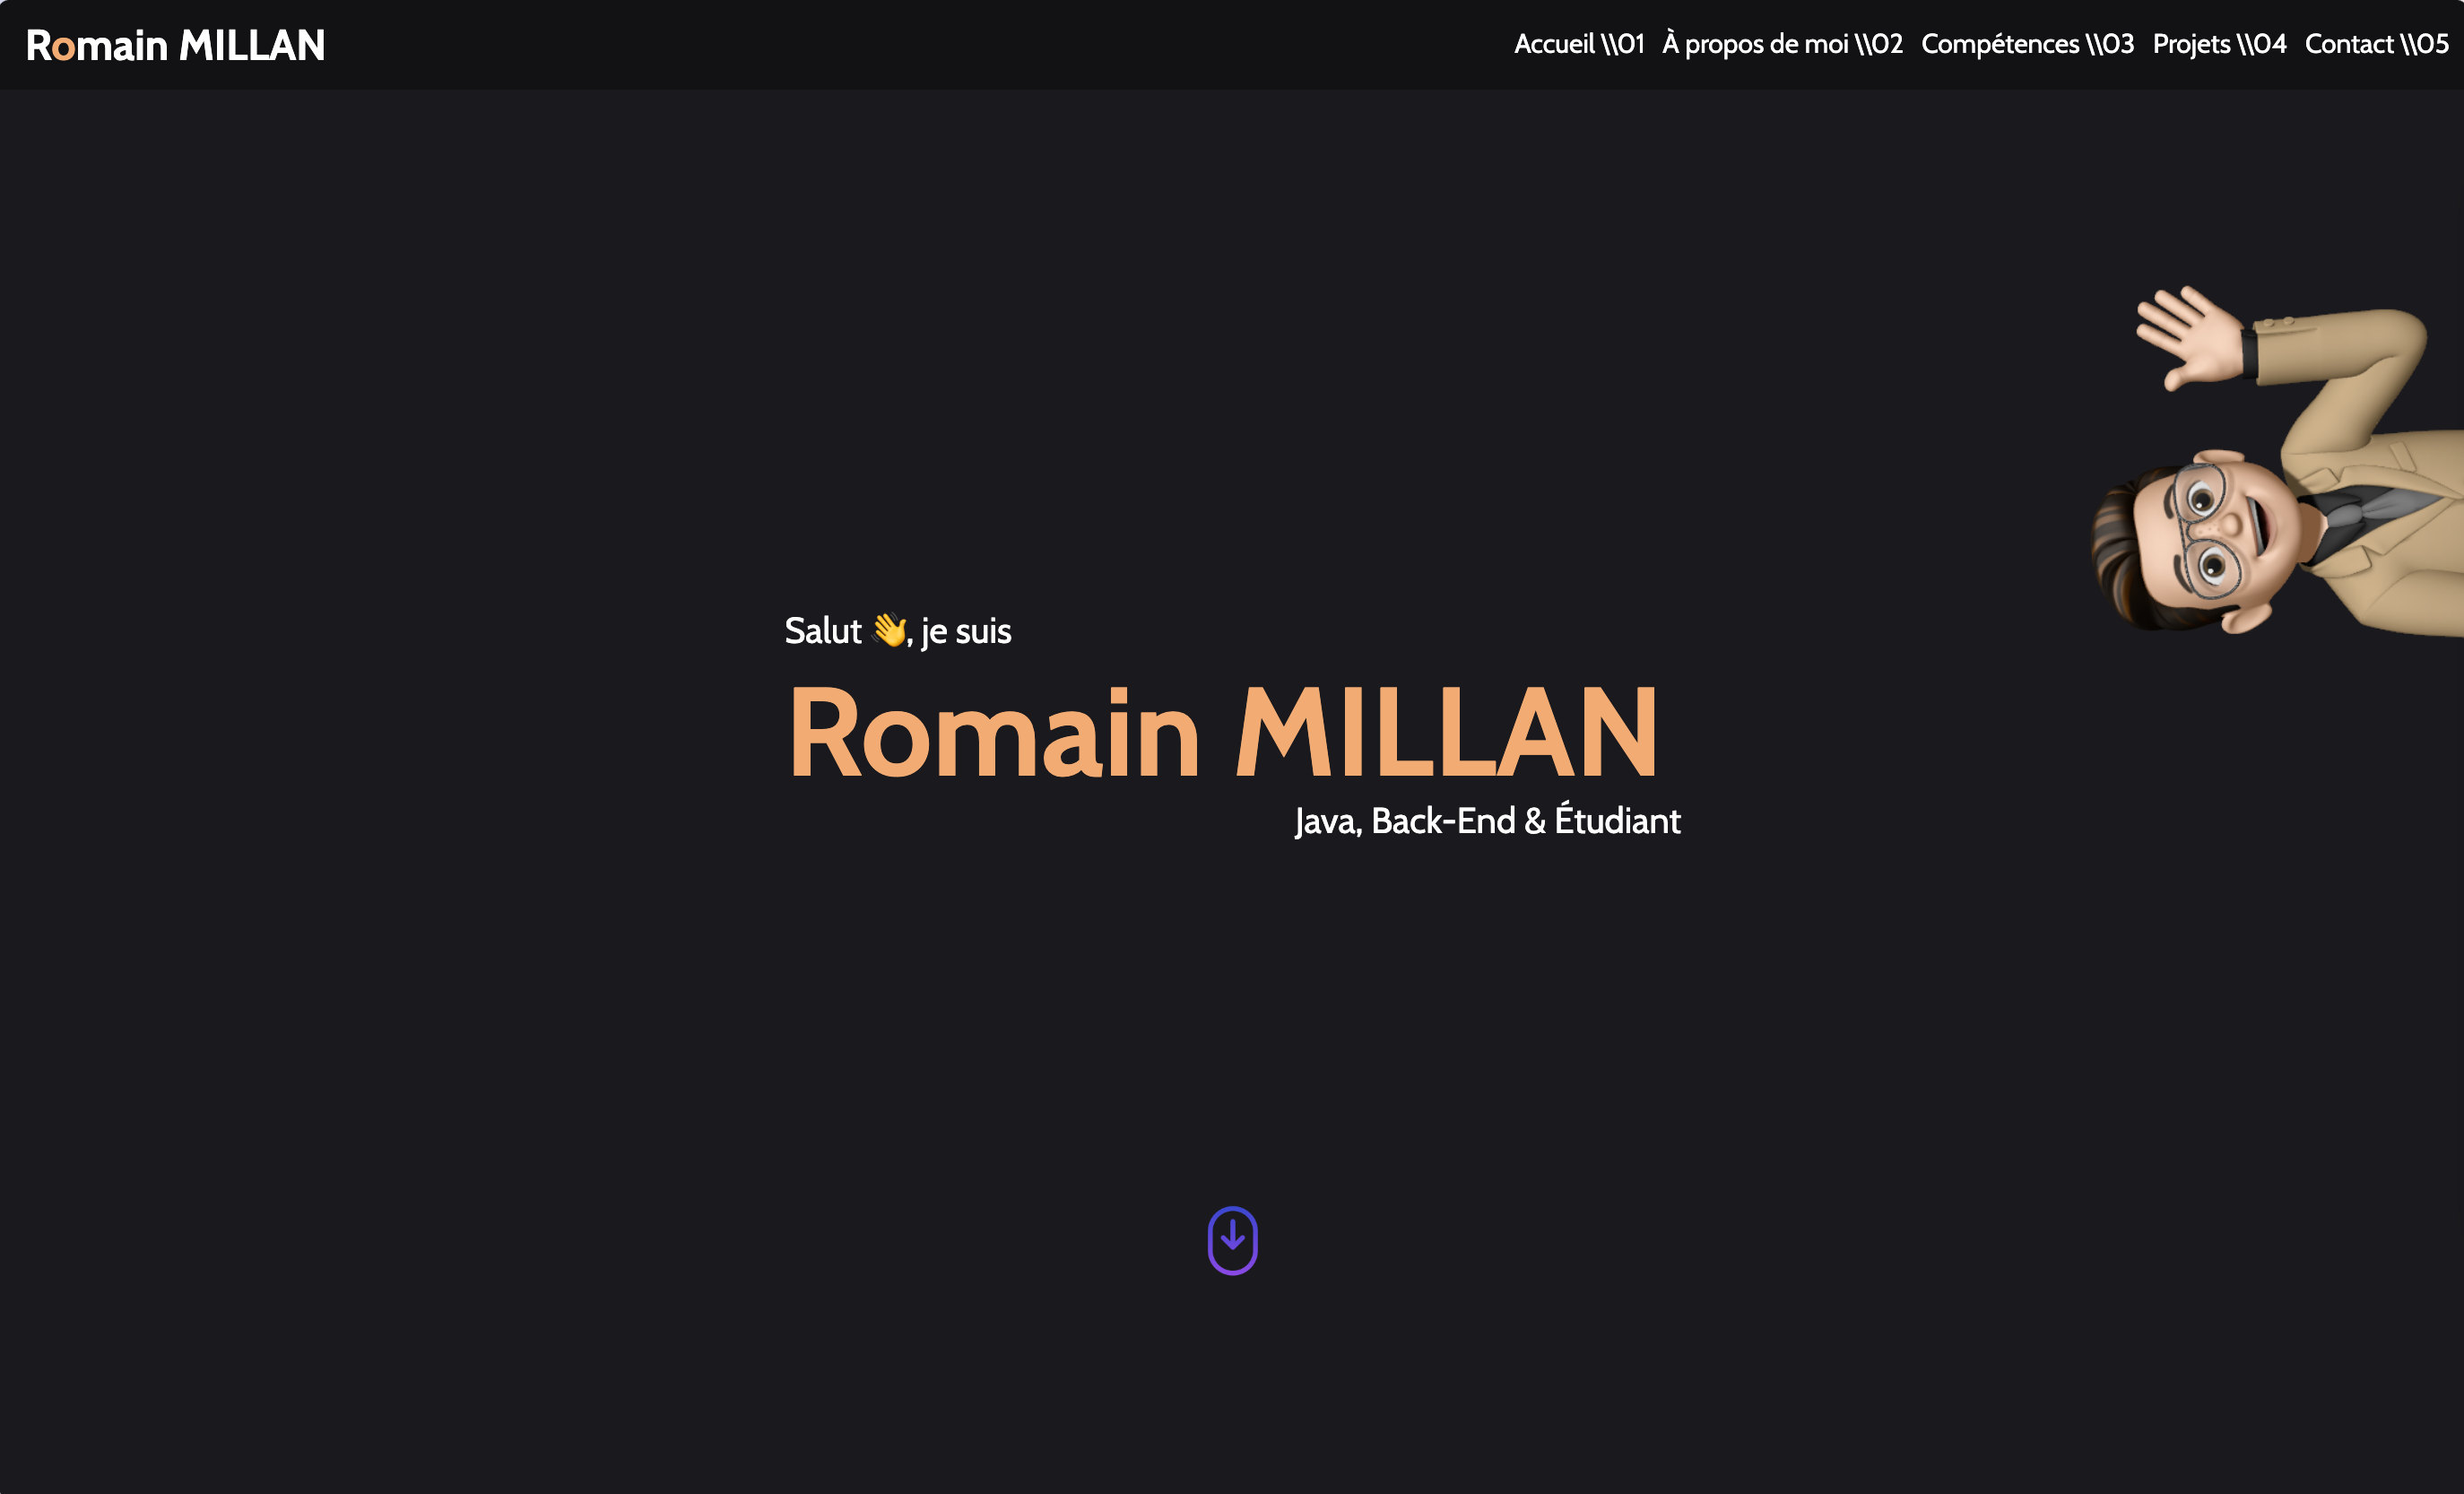 Romain MILLAN
Accueil \\01 À propos de moi \\02 Compétences \\03 Projets \\04 Contact \\05
Salut 👋, je suis
Romain MILLAN
Java, Back-End & Étudiant